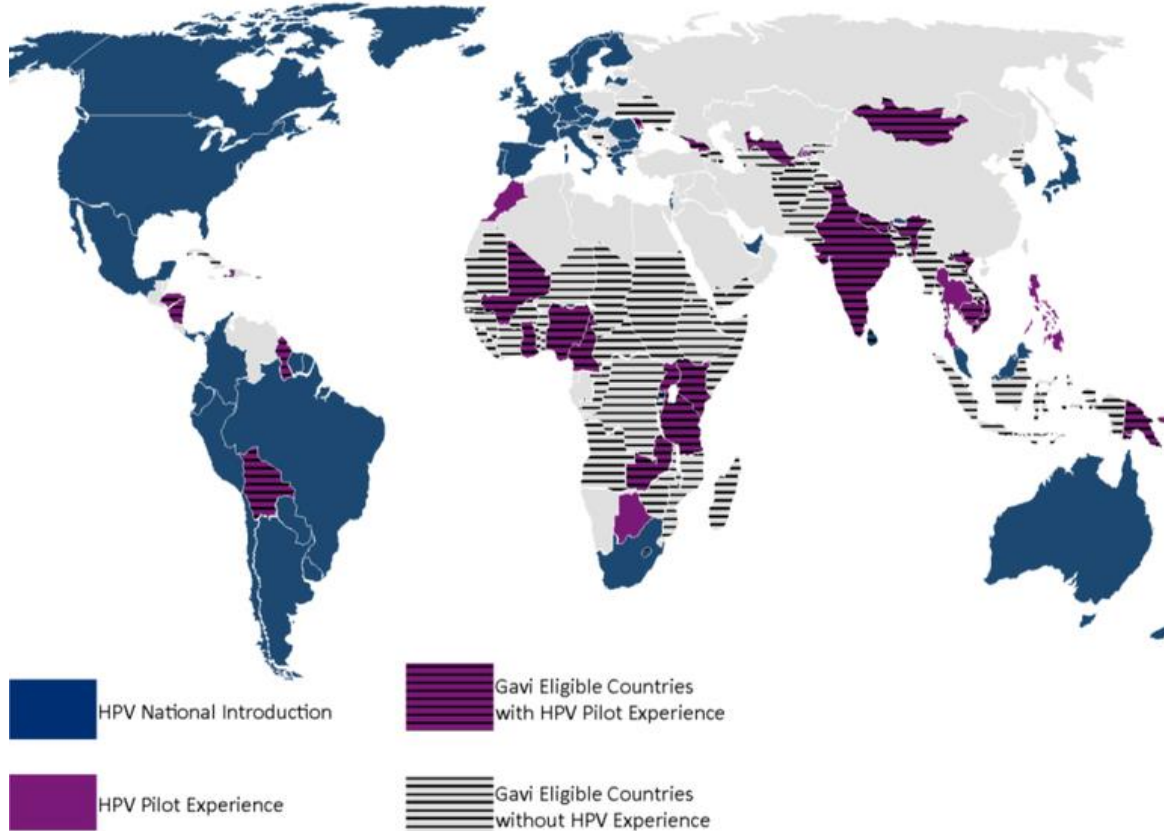 HPV National Introduction
HPV Pilot Experience
Gavi Eligible Countries
with HPV Pilot Experience
Gavi Eligible Countries
without HPV Experience